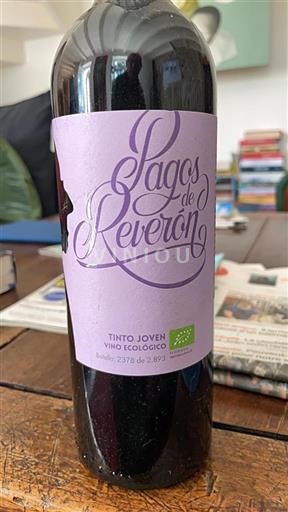 Pagos
de
Reverón
VINIOU
TINTO JOVEN
VINO ECOLÓGICO
Botella: 2378 de 2.893